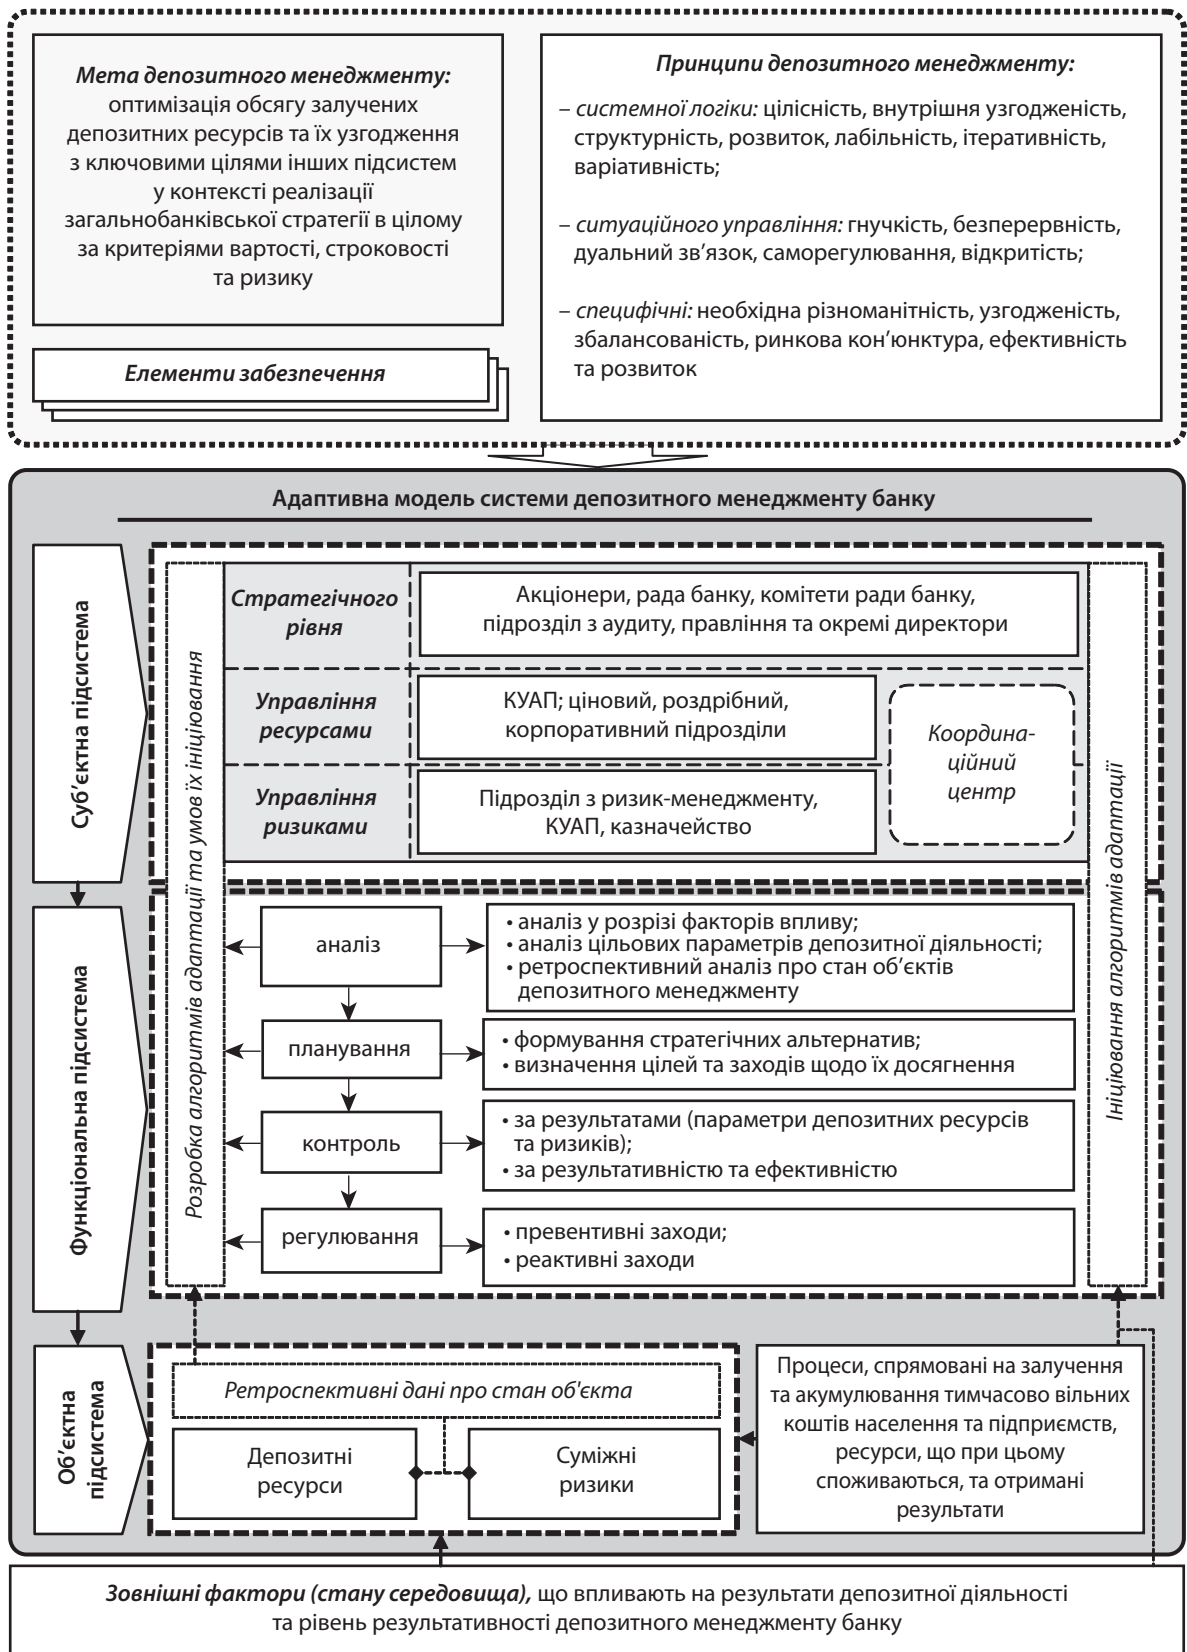 Мета депозитного менеджменту:
оптимізація обсягу залучених
депозитних ресурсів та їх узгодження
з ключовими цілями інших підсистем
у контексті реалізації
загальнобанківської стратегії в цілому
за критеріями вартості, строковості
та ризику
Елементи забезпечення
Принципи депозитного менеджменту:
– системної логіки: цілісність, внутрішня узгодженість,
структурність, розвиток, лабільність, ітеративність,
варіативність;
– ситуаційного управління: гнучкість, безперервність,
дуальний зв’язок, саморегулювання, відкритість;
– специфічні: необхідна різноманітність, узгодженість,
збалансованість, ринкова кон’юнктура, ефективність
та розвиток
Адаптивна модель системи депозитного менеджменту банку
Суб’єктна підсистема
Розробка алгоритмів адаптації та умов їх ініціювання
Стратегічного
рівня
Акціонери, рада банку, комітети ради банку,
підрозділ з аудиту, правління та окремі директори
Управління
ресурсами
КУАП; ціновий, роздрібний,
корпоративний підрозділи
Управління
ризиками
Підрозділ з ризик-менеджменту,
КУАП, казначейство
Координа-
ційний
центр
Ініціювання алгоритмів адаптації
Функціональна підсистема
аналіз
• аналіз у розрізі факторів впливу;
• аналіз цільових параметрів депозитної діяльності;
• ретроспективний аналіз про стан об’єктів
депозитного менеджменту
планування
• формування стратегічних альтернатив;
• визначення цілей та заходів щодо їх досягнення
контроль
• за результатами (параметри депозитних ресурсів
та ризиків);
• за результативністю та ефективністю
регулювання
• превентивні заходи;
• реактивні заходи
Об’єктна
підсистема
Ретроспективні дані про стан об'єкта
Депозитні
ресурси
Суміжні
ризики
Процеси, спрямовані на залучення
та акумулювання тимчасово вільних
коштів населення та підприємств,
ресурси, що при цьому
споживаються, та отримані
результати
Зовнішні фактори (стану середовища), що впливають на результати депозитної діяльності
та рівень результативності депозитного менеджменту банку